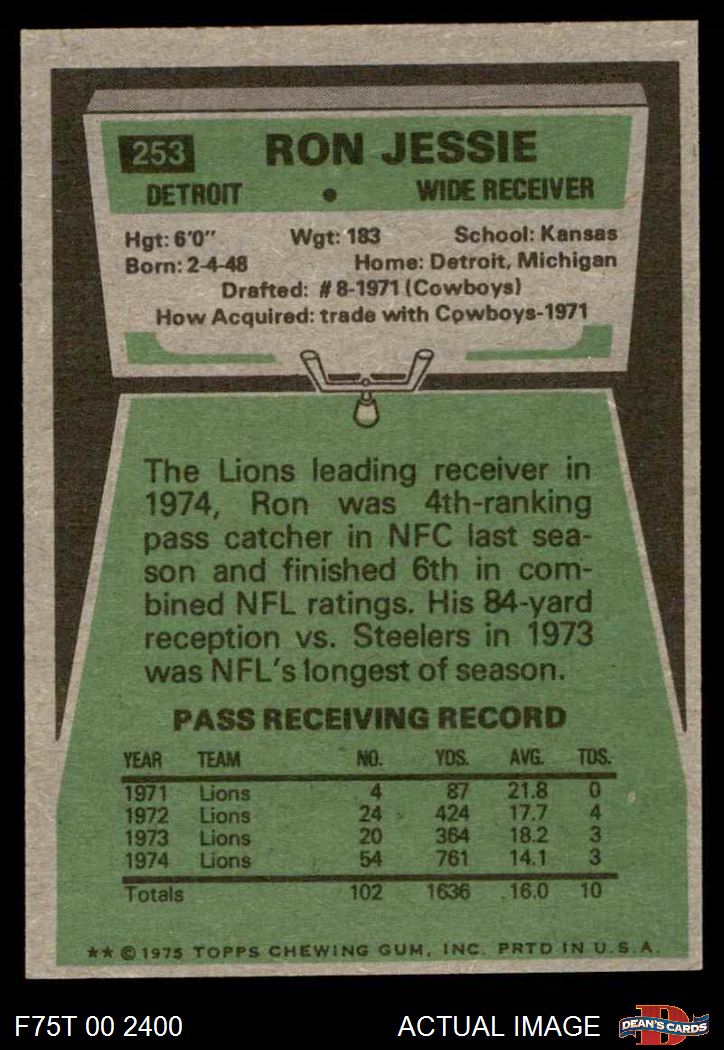 253 RON JESSIE
DETROIT • WIDE RECEIVER
Hgt: 6'0" Wgt: 183 School: Kansas
Born: 2-4-48 Home: Detroit, Michigan
Drafted: #8-1971 (Cowboys)
How Acquired: trade with Cowboys-1971
The Lions leading receiver in
1974, Ron was 4th-ranking
pass catcher in NFC last sea-
son and finished 6th in com-
bined NFL ratings. His 84-yard
reception vs. Steelers in 1973
was NFL's longest of season.
PASS RECEIVING RECORD
YEAR TEAM NO. YDS. AVG. TDS.
1971 Lions 4 87 21.8 0
1972 Lions 24 424 17.7 4
1973 Lions 20 364 18.2 3
1974 Lions 54 761 14.1 3
Totals 102 1636 16.0 10
** © 1975 TOPPS CHEWING GUM, INC. PRTD IN U.S.A.
F75T 00 2400 ACTUAL IMAGE D DEAN'S CARDS